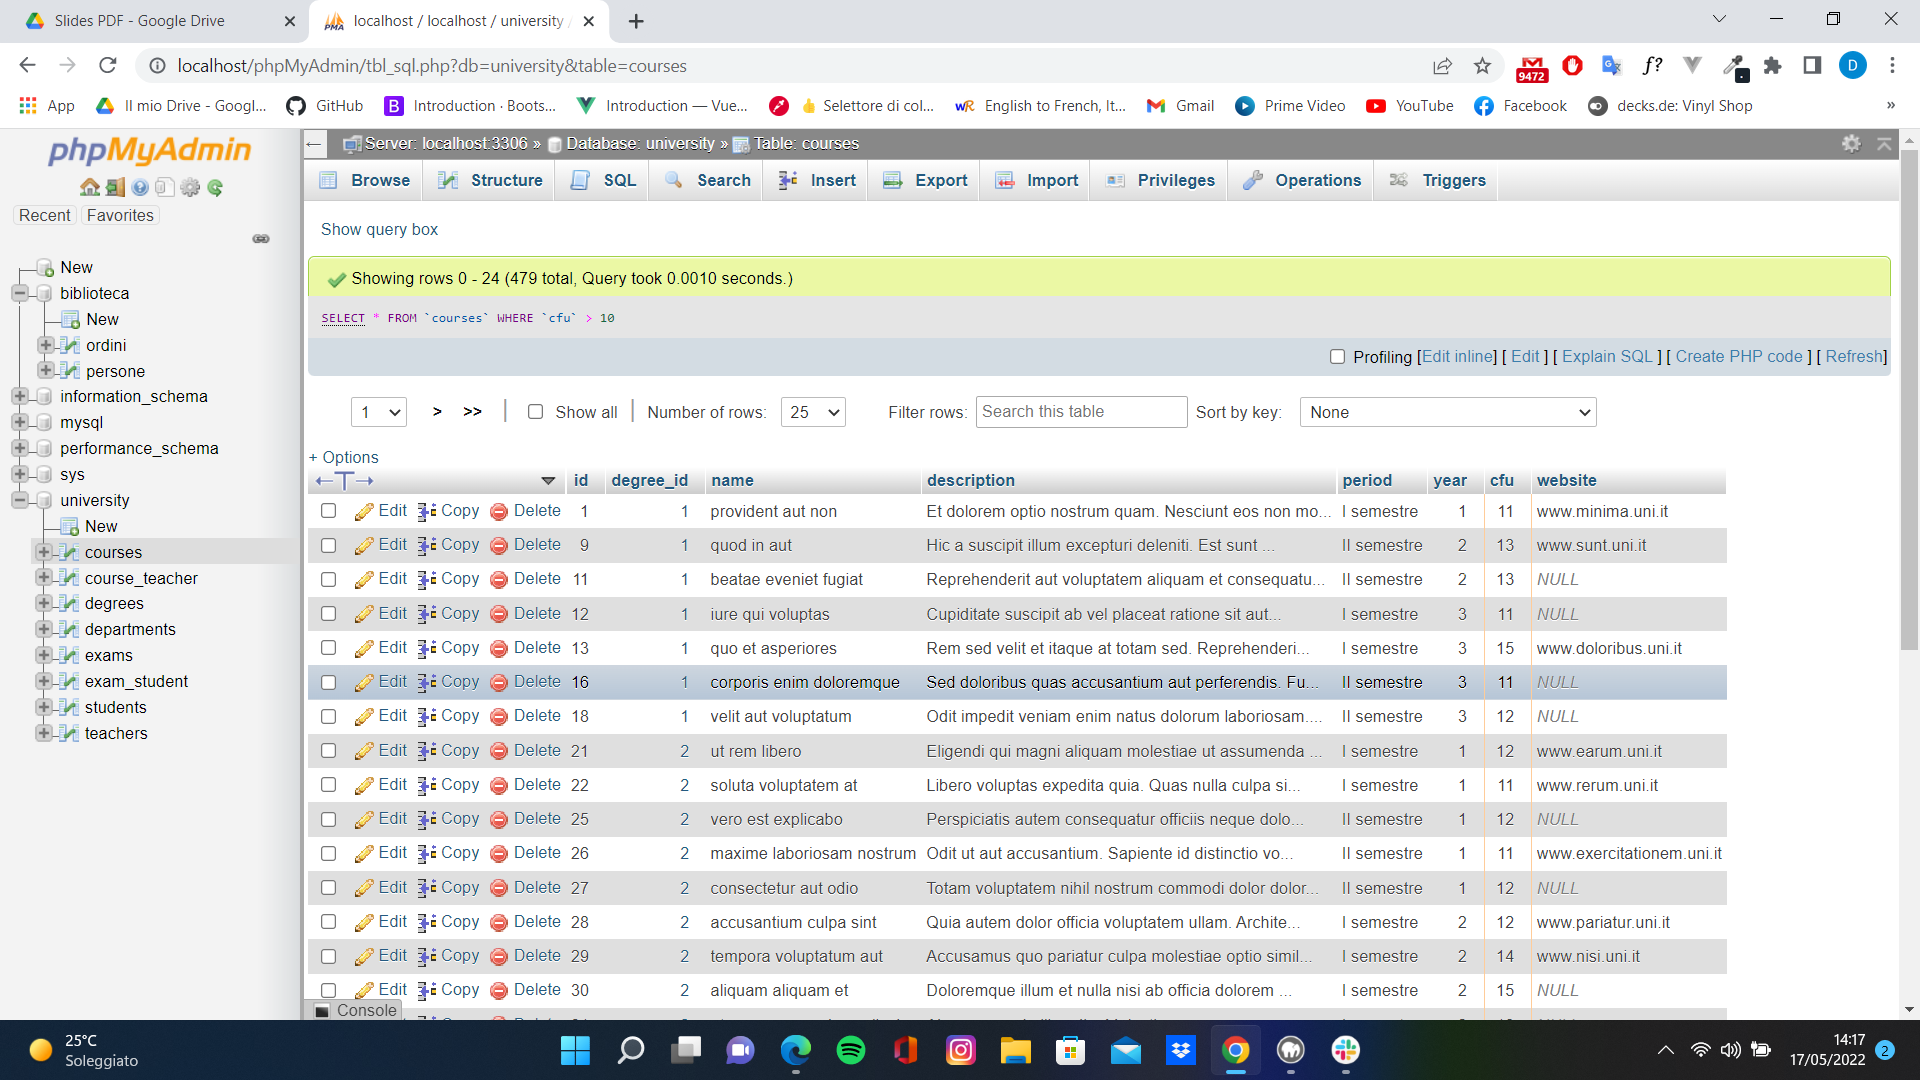 Slides PDF - Google Drive
localhost / localhost / university /
localhost/phpMyAdmin/tbl_sql.php?db=university&table=courses
9472
f?
D
App
Il mio Drive - Googl...
GitHub
Introduction · Boots...
Introduction — Vue...
Selettore di col...
wR English to French, It...
Gmail
Prime Video
YouTube
Facebook
decks.de: Vinyl Shop
»
phpMyAdmin
Recent
Favorites
New
biblioteca
New
ordini
persone
information_schema
mysql
performance_schema
sys
university
New
courses
course_teacher
degrees
departments
exams
exam_student
students
teachers
Server: localhost:3306 » Database: university » Table: courses
Browse
Structure
SQL
Search
Insert
Export
Import
Privileges
Operations
Triggers
Show query box
Showing rows 0 - 24 (479 total, Query took 0.0010 seconds.)
SELECT * FROM `courses` WHERE `cfu` > 10
Profiling [Edit inline] [ Edit ] [ Explain SQL ] [ Create PHP code ] [ Refresh]
1 > >> | Show all | Number of rows: 25 Filter rows: Search this table Sort by key: None
+ Options
id degree_id name description period year cfu website
Edit Copy Delete 1 1 provident aut non Et dolorem optio nostrum quam. Nesciunt eos non mo... I semestre 1 11 www.minima.uni.it
Edit Copy Delete 9 1 quod in aut Hic a suscipit illum excepturi deleniti. Est sunt ... II semestre 2 13 www.sunt.uni.it
Edit Copy Delete 11 1 beatae eveniet fugiat Reprehenderit aut voluptatem aliquam et consequatu... II semestre 2 13 NULL
Edit Copy Delete 12 1 iure qui voluptas Cupiditate suscipit ab vel placeat ratione sit aut... I semestre 3 11 NULL
Edit Copy Delete 13 1 quo et asperiores Rem sed velit et itaque at totam sed. Reprehenderi... I semestre 3 15 www.doloribus.uni.it
Edit Copy Delete 16 1 corporis enim doloremque Sed doloribus quas accusantium aut perferendis. Fu... II semestre 3 11 NULL
Edit Copy Delete 18 1 velit aut voluptatum Odit impedit veniam enim natus dolorum laboriosam.... II semestre 3 12 NULL
Edit Copy Delete 21 2 ut rem libero Eligendi qui magni aliquam molestiae ut assumenda ... I semestre 1 12 www.earum.uni.it
Edit Copy Delete 22 2 soluta voluptatem at Libero voluptas expedita quia. Quas nulla culpa si... I semestre 1 11 www.rerum.uni.it
Edit Copy Delete 25 2 vero est explicabo Perspiciatis autem consequatur officiis neque dolo... II semestre 1 12 NULL
Edit Copy Delete 26 2 maxime laboriosam nostrum Odit ut aut accusantium. Sapiente id distinctio vo... II semestre 1 11 www.exercitationem.uni.it
Edit Copy Delete 27 2 consectetur aut odio Totam voluptatem nihil nostrum commodi dolor dolor... II semestre 1 12 NULL
Edit Copy Delete 28 2 accusantium culpa sint Quia autem dolor officia voluptatem ullam. Archite... I semestre 2 12 www.pariatur.uni.it
Edit Copy Delete 29 2 tempora voluptatum aut Accusamus quo pariatur culpa molestiae optio simil... I semestre 2 14 www.nisi.uni.it
Edit Copy Delete 30 2 aliquam aliquam et Doloremque illum et nulla nisi ab officia dolorem ... I semestre 2 15 NULL
Console
25°C
Soleggiato
14:17
17/05/2022
2